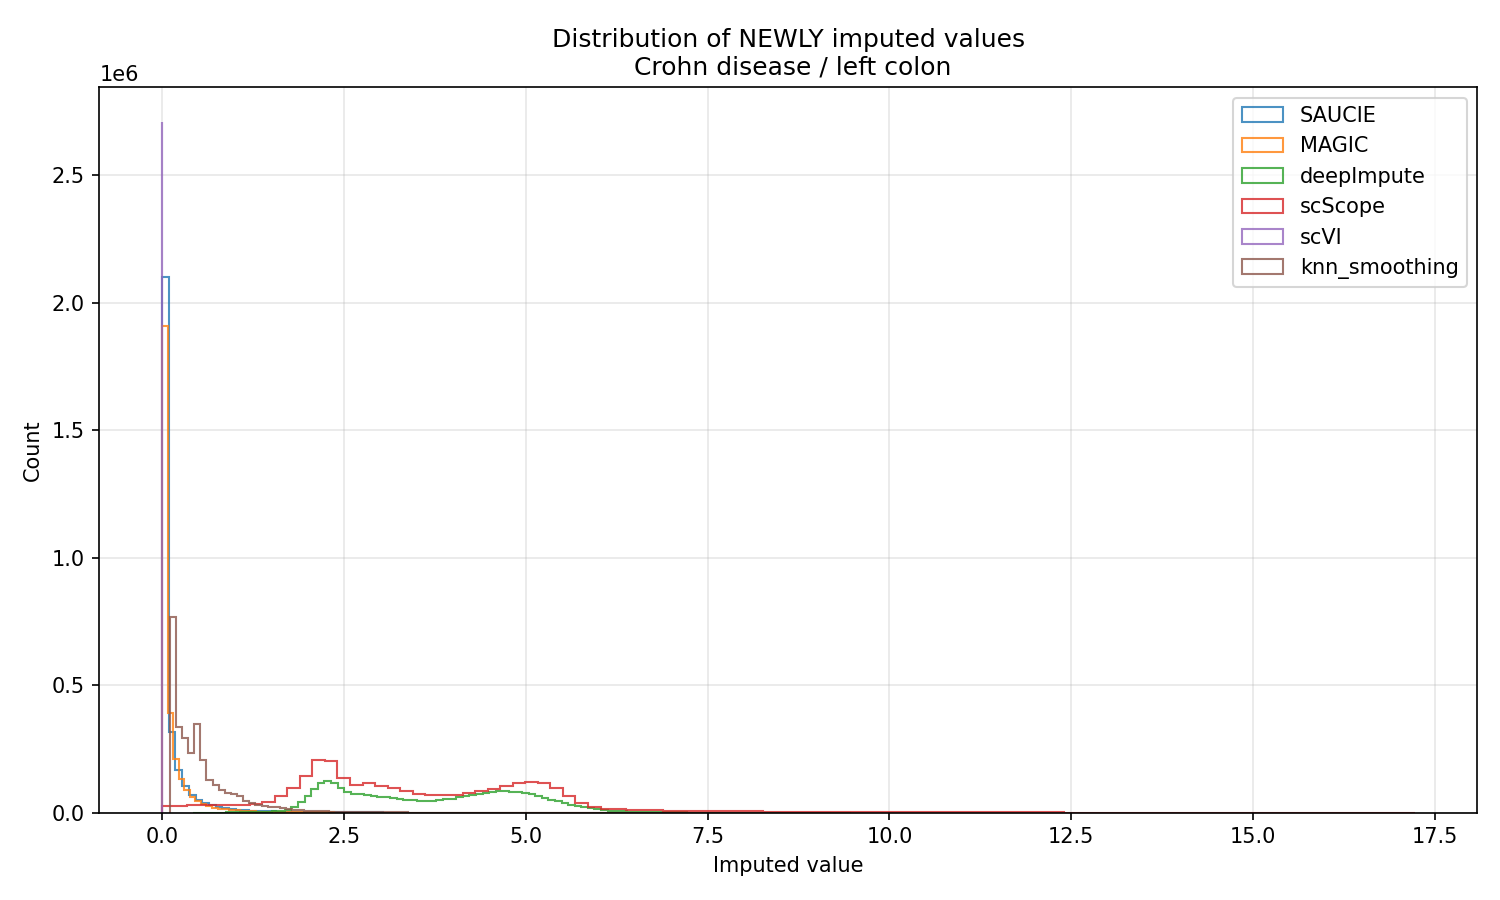 Distribution of NEWLY imputed values
Crohn disease / left colon
1e6
2.5
2.0
1.5
1.0
0.5
0.0
Count
0.0
2.5
5.0
7.5
10.0
12.5
15.0
17.5
Imputed value
SAUCIE
MAGIC
deepImpute
scScope
scVI
knn_smoothing